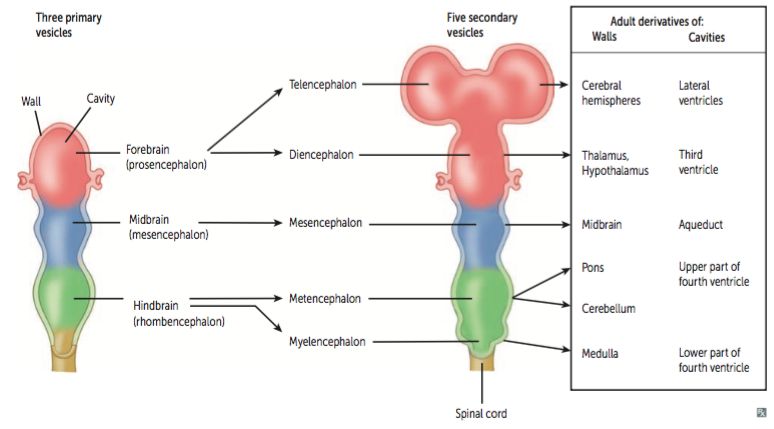 Three primary
vesicles
Wall
Cavity
Forebrain
(prosencephalon)
Midbrain
(mesencephalon)
Hindbrain
(rhombencephalon)
Telencephalon
Diencephalon
Mesencephalon
Metencephalon
Myelencephalon
Five secondary
vesicles
Spinal cord
Adult derivatives of:
Walls Cavities
Cerebral Lateral
hemispheres ventricles
Thalamus, Third
Hypothalamus ventricle
Midbrain Aqueduct
Pons Upper part of
fourth ventricle
Cerebellum
Medulla Lower part of
fourth ventricle